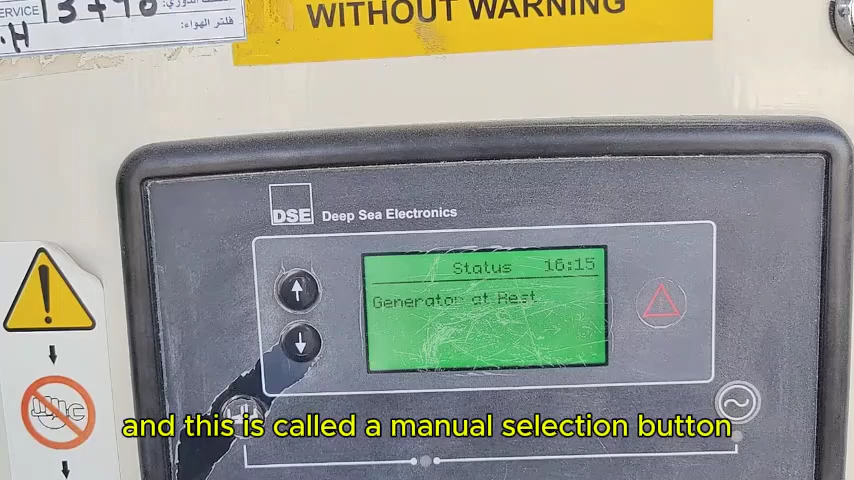 SERVICE 13+98
فلتر الهواء:
.H
WITHOUT WARNING
DSE Deep Sea Electronics
Status 16:15
Generator at Rest
and this is called a manual selection button